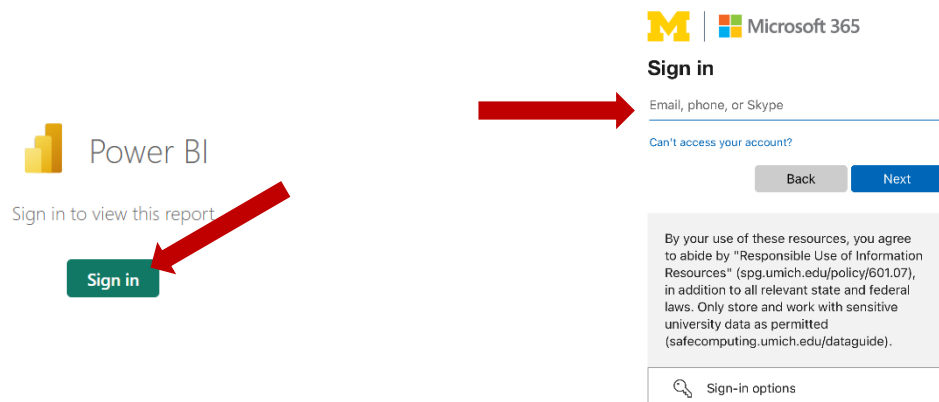 Power BI
Sign in to view this report
Sign in
M
Microsoft 365
Sign in
Email, phone, or Skype
Can't access your account?
Back
Next
By your use of these resources, you agree
to abide by "Responsible Use of Information
Resources" (spg.umich.edu/policy/601.07),
in addition to all relevant state and federal
laws. Only store and work with sensitive
university data as permitted
(safecomputing.umich.edu/dataguide).
Sign-in options